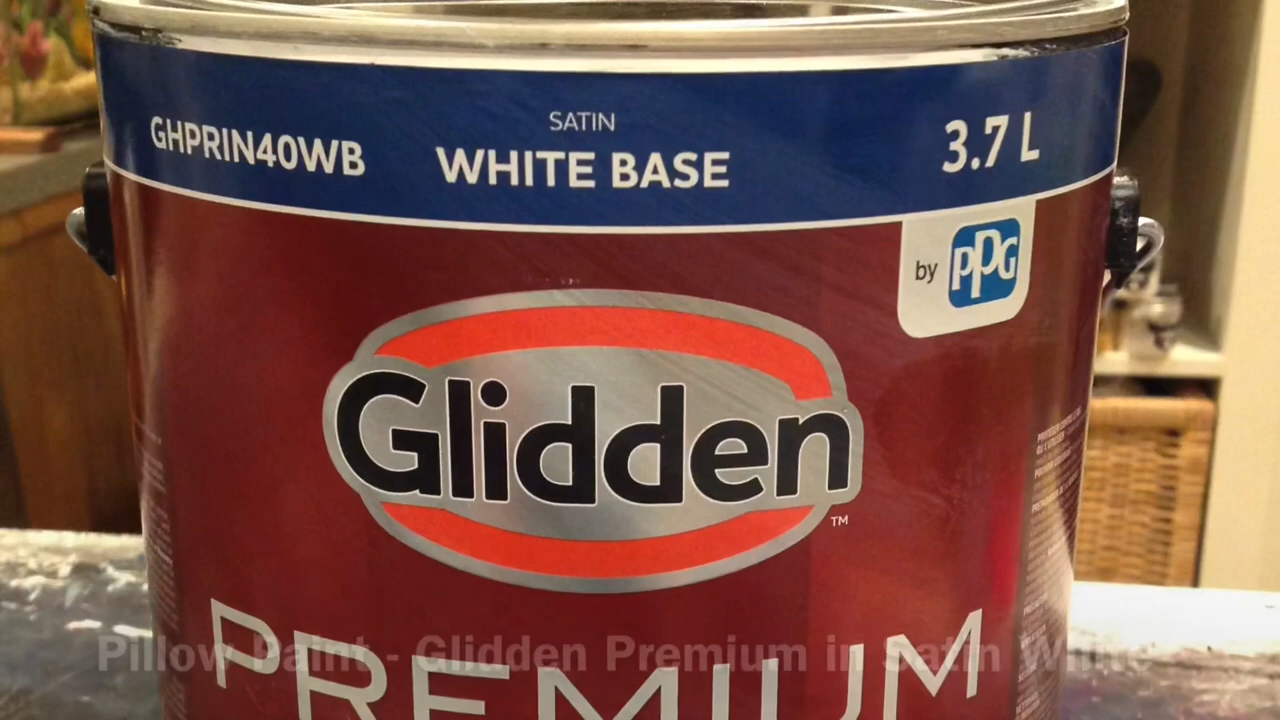 GHPRIN40WB
SATIN
WHITE BASE
3.7 L
by PPG
Glidden
TM
PREMIUM
Pillow Paint - Glidden Premium in Satin White